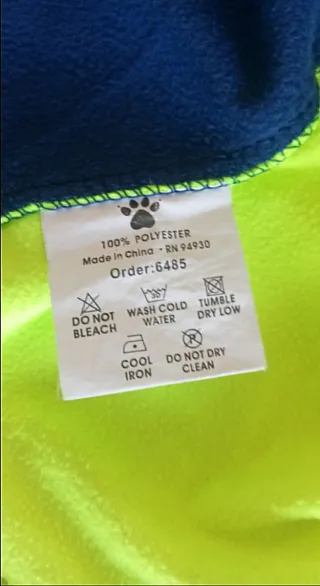 100% POLYESTER
Made in China • RN 94930
Order:6485
30°
DO NOT BLEACH
WASH COLD WATER
TUMBLE DRY LOW
P
COOL IRON
DO NOT DRY CLEAN